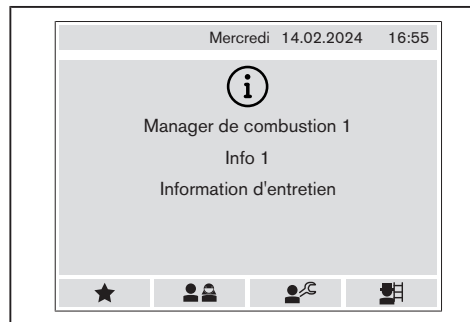 Mercredi 14.02.2024 16:55
Manager de combustion 1
Info 1
Information d'entretien